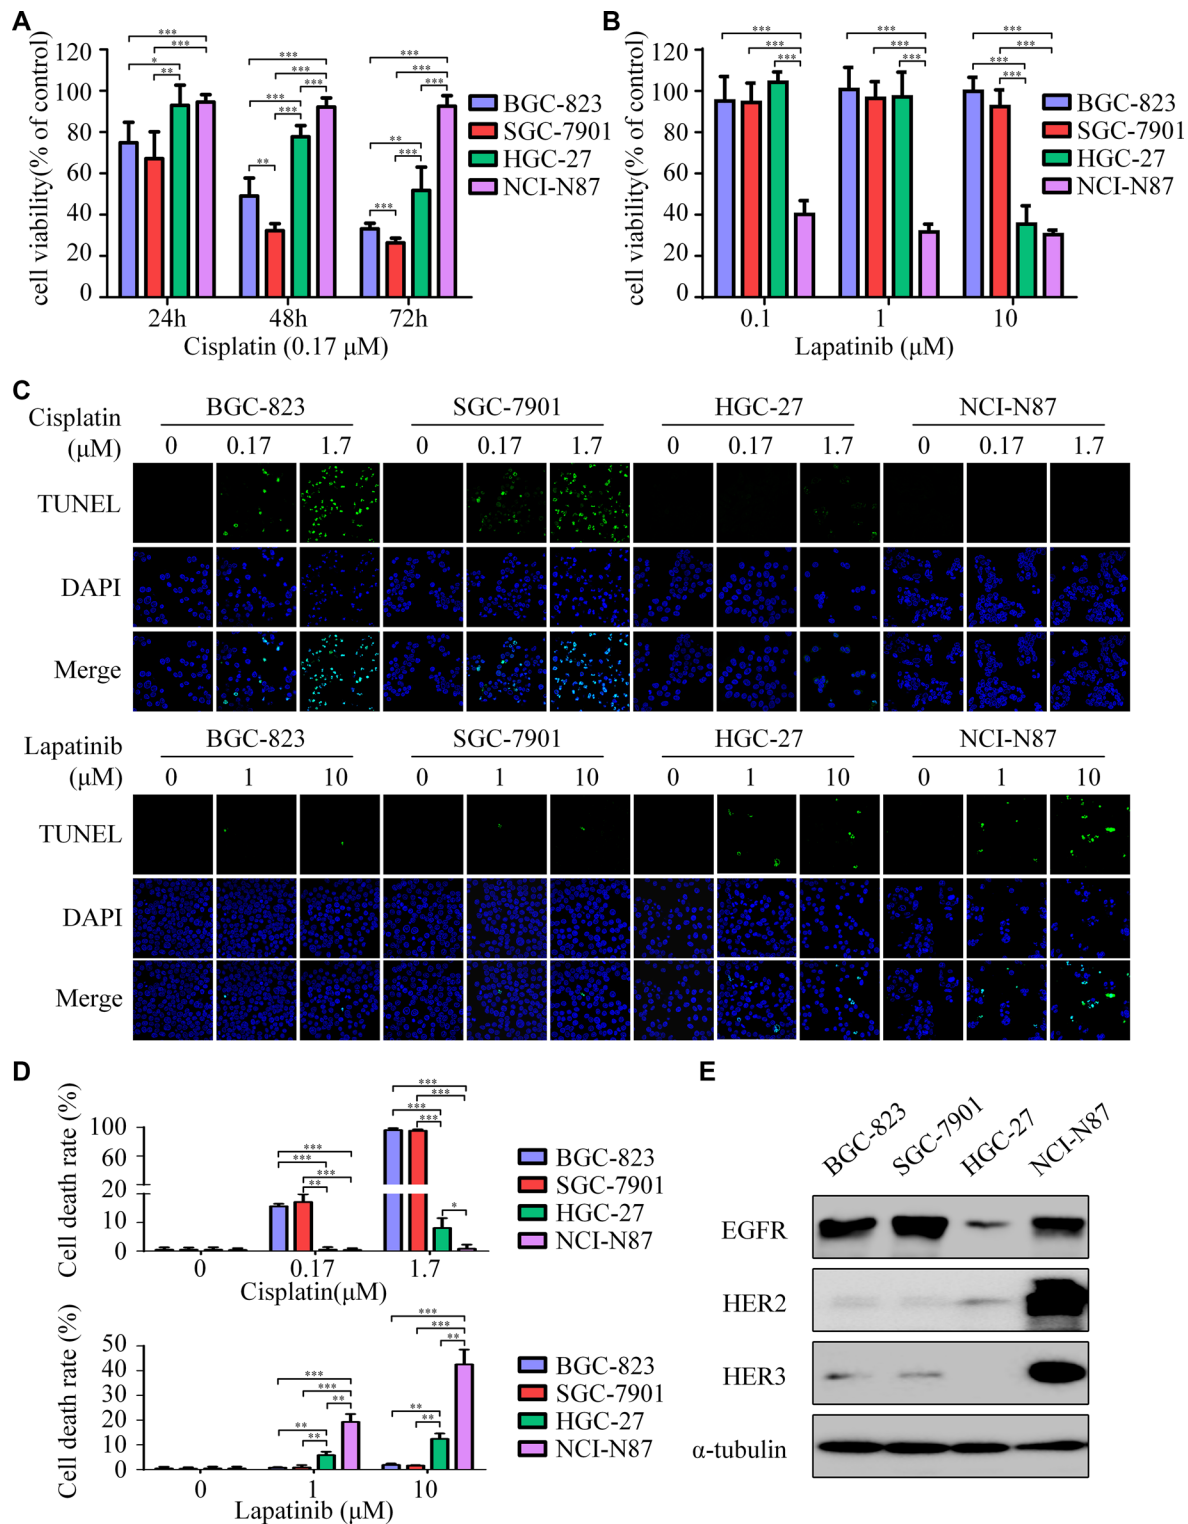 A
cell viability(% of control)
120
100
80
60
40
20
0
***
***
*
**
***
***
***
***
***
**
***
***
***
**
***
***
24h
48h
72h
Cisplatin (0.17 μM)
BGC-823
SGC-7901
HGC-27
NCI-N87
B
cell viability(% of control)
120
100
80
60
40
20
0
***
***
***
***
***
***
***
***
***
***
0.1
1
10
Lapatinib (μM)
BGC-823
SGC-7901
HGC-27
NCI-N87
C
Cisplatin (μM)
BGC-823 SGC-7901 HGC-27 NCI-N87
0 0.17 1.7 0 0.17 1.7 0 0.17 1.7 0 0.17 1.7
TUNEL
DAPI
Merge
Lapatinib (μM)
BGC-823 SGC-7901 HGC-27 NCI-N87
0 1 10 0 1 10 0 1 10 0 1 10
TUNEL
DAPI
Merge
D
Cell death rate (%)
100
60
20
10
0
***
***
***
**
***
***
***
***
*
0
0.17
1.7
Cisplatin(μM)
BGC-823
SGC-7901
HGC-27
NCI-N87
Cell death rate (%)
50
40
30
20
10
0
***
***
**
**
**
***
***
**
**
**
0
1
10
Lapatinib (μM)
BGC-823
SGC-7901
HGC-27
NCI-N87
E
BGC-823
SGC-7901
HGC-27
NCI-N87
EGFR
HER2
HER3
α-tubulin